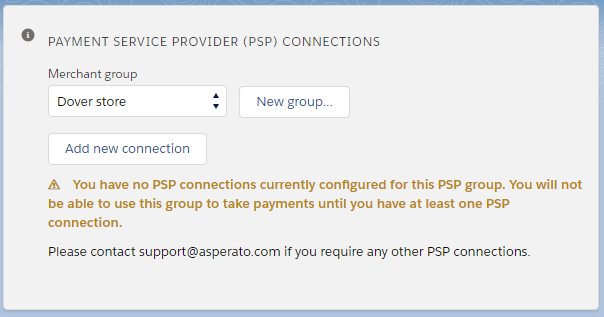 PAYMENT SERVICE PROVIDER (PSP) CONNECTIONS
Merchant group
Dover store
New group...
Add new connection
You have no PSP connections currently configured for this PSP group. You will not
be able to use this group to take payments until you have at least one PSP
connection.
Please contact support@asperato.com if you require any other PSP connections.